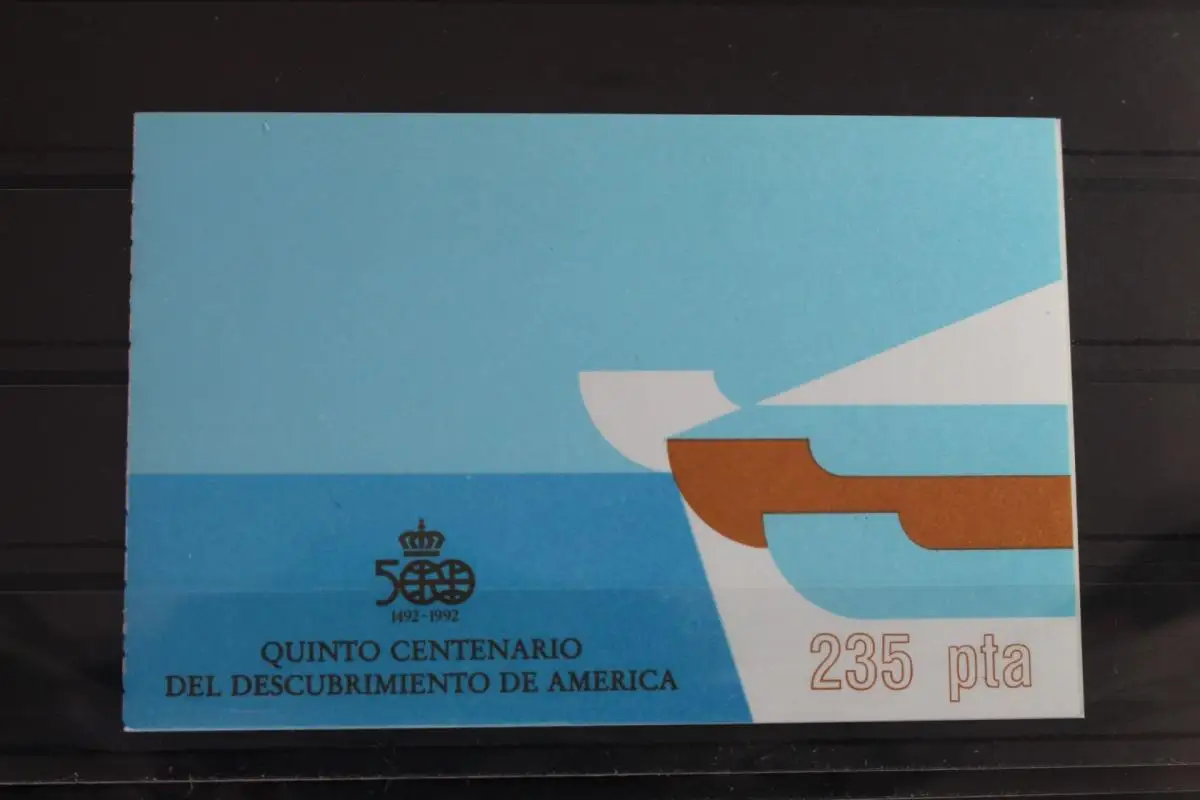 500
1492-1992
QUINTO CENTENARIO
DEL DESCUBRIMIENTO DE AMERICA
235 pta